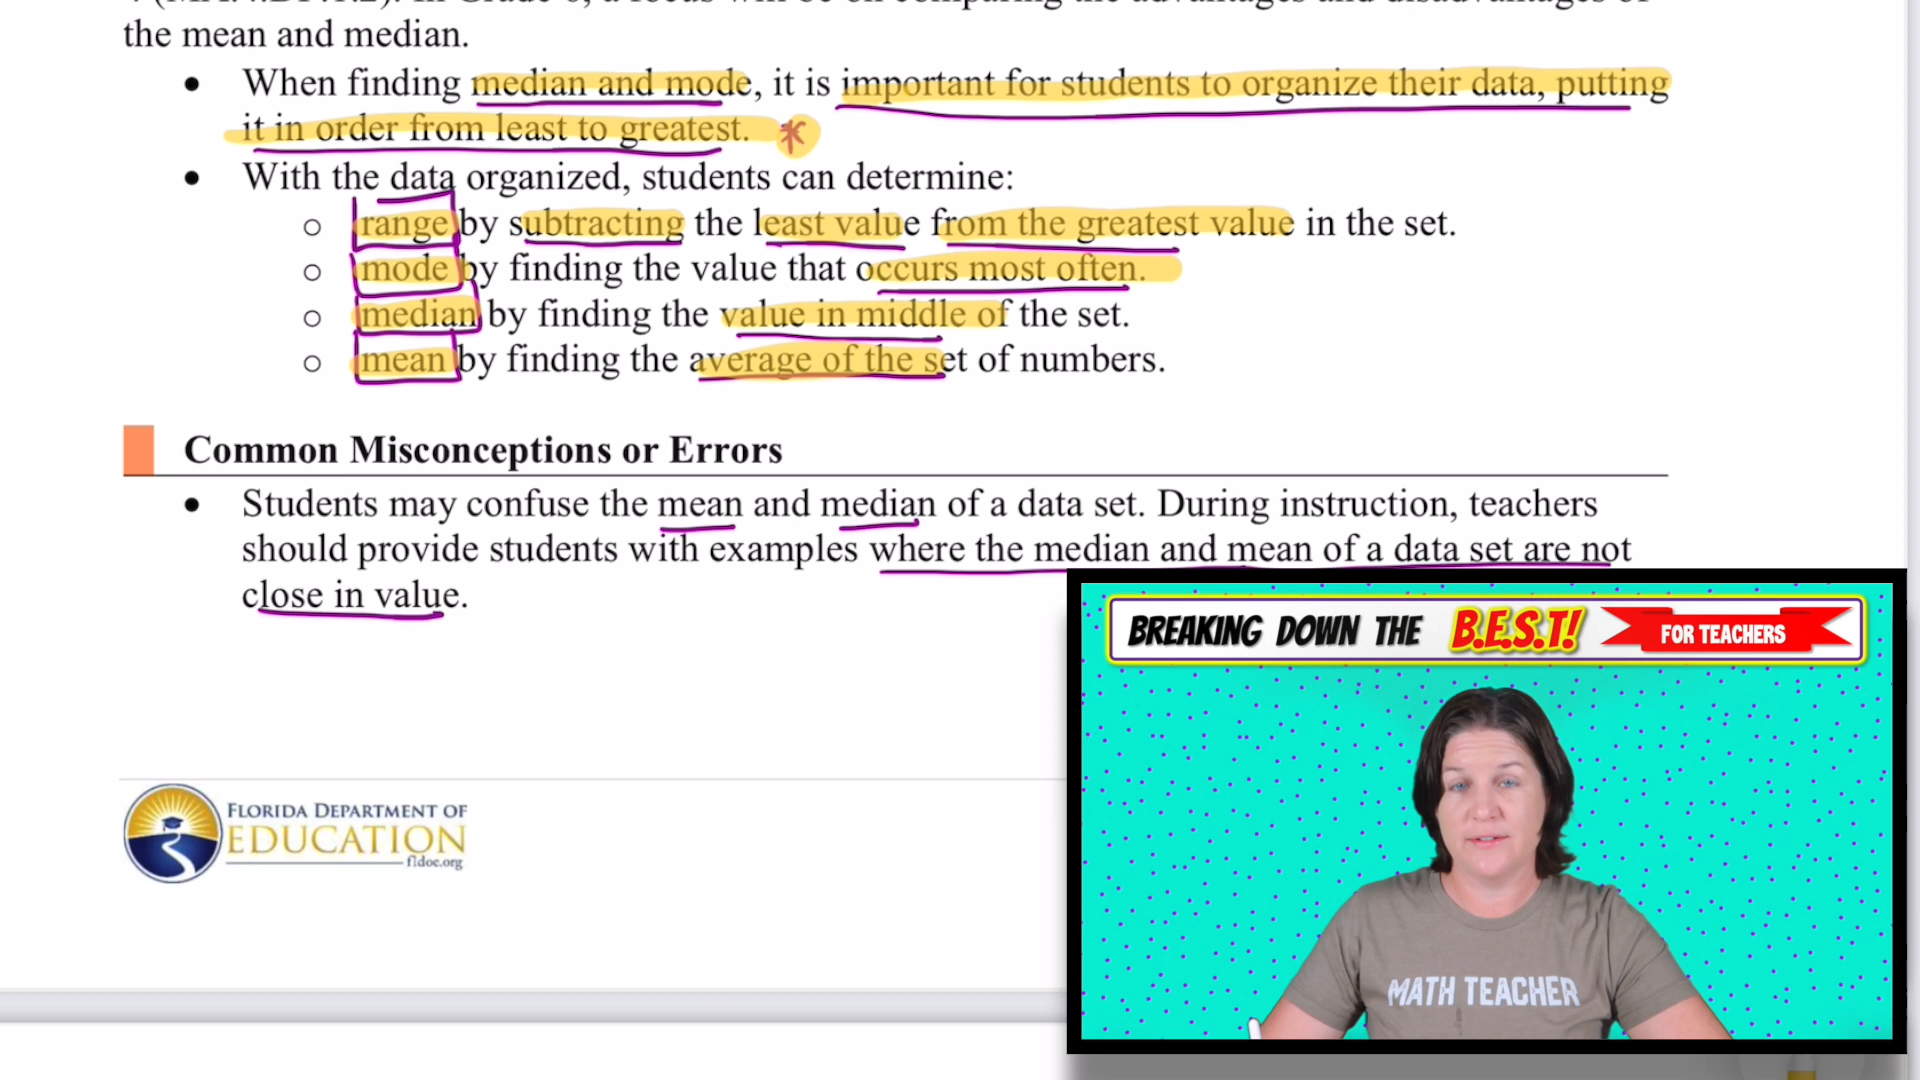 the mean and median.
• When finding median and mode, it is important for students to organize their data, putting
it in order from least to greatest. *
• With the data organized, students can determine:
o range by subtracting the least value from the greatest value in the set.
o mode by finding the value that occurs most often.
o median by finding the value in middle of the set.
o mean by finding the average of the set of numbers.
Common Misconceptions or Errors
• Students may confuse the mean and median of a data set. During instruction, teachers
should provide students with examples where the median and mean of a data set are not
close in value.
FLORIDA DEPARTMENT OF
EDUCATION
fldoe.org
BREAKING DOWN THE B.E.S.T! FOR TEACHERS
MATH TEACHER